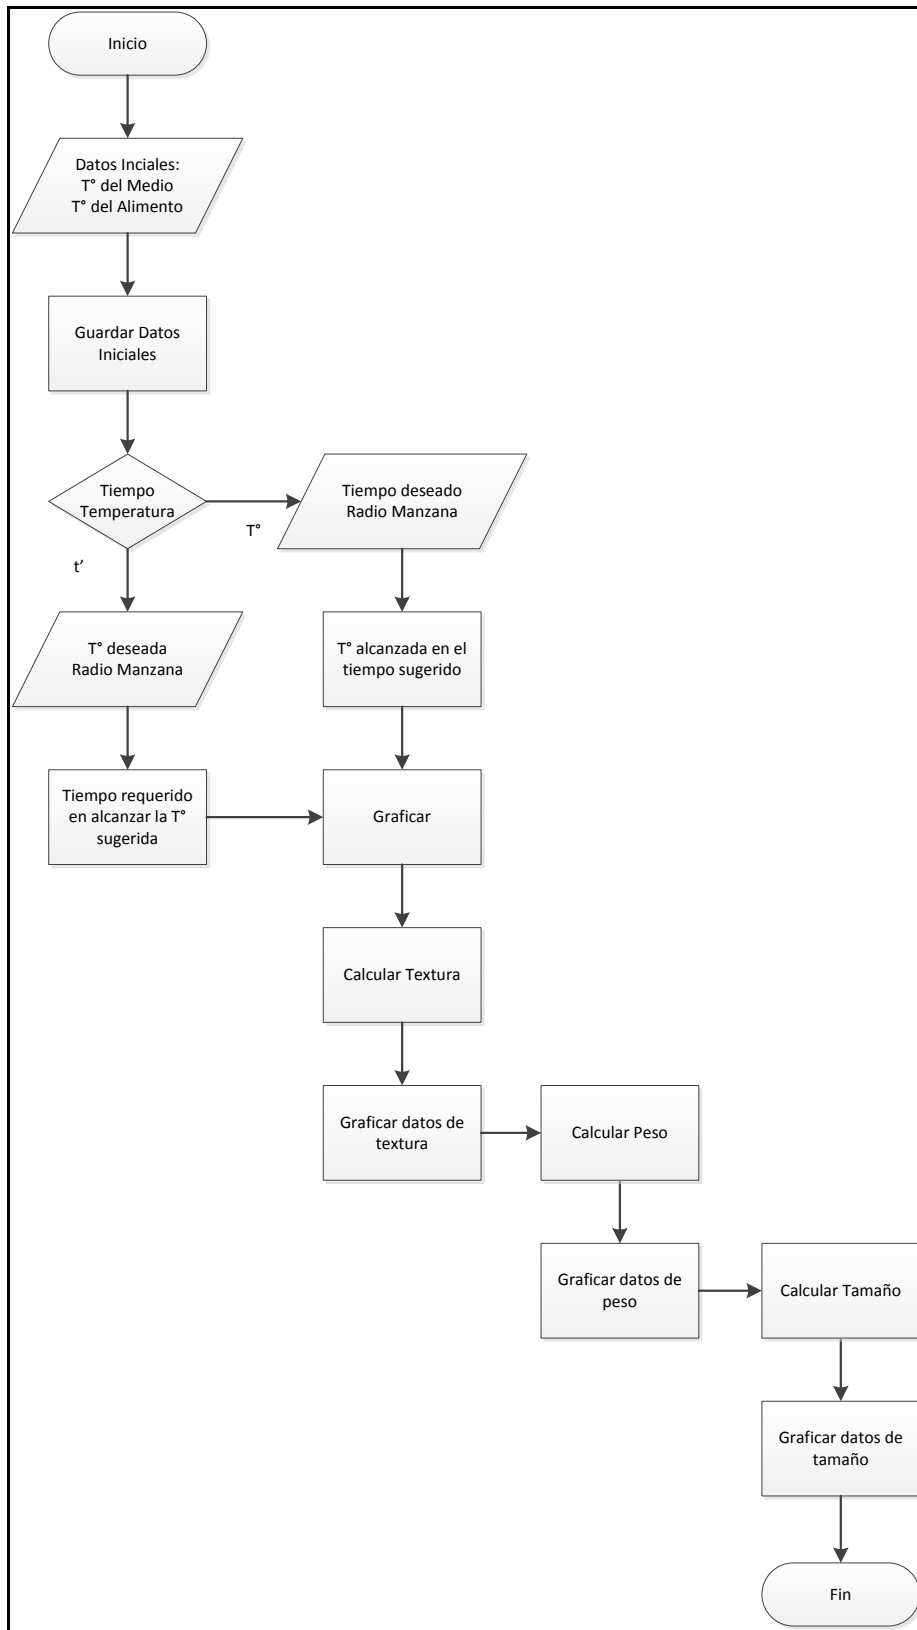 Inicio
Datos Inciales:
T° del Medio
T° del Alimento
Guardar Datos
Iniciales
Tiempo
Temperatura
T°
Tiempo deseado
Radio Manzana
t’
T° deseada
Radio Manzana
T° alcanzada en el
tiempo sugerido
Tiempo requerido
en alcanzar la T°
sugerida
Graficar
Calcular Textura
Graficar datos de
textura
Calcular Peso
Graficar datos de
peso
Calcular Tamaño
Graficar datos de
tamaño
Fin